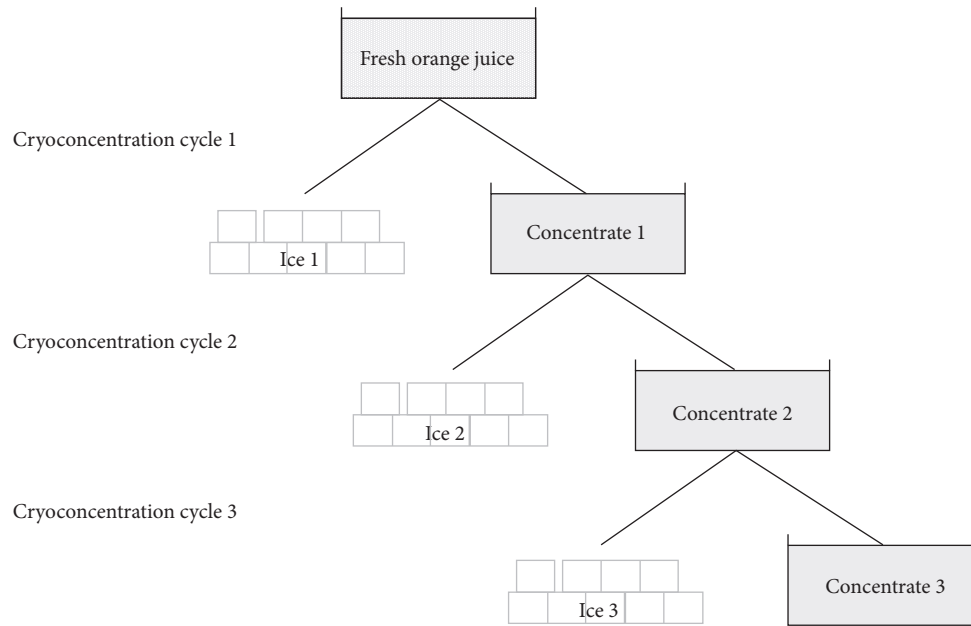 Fresh orange juice
Cryoconcentration cycle 1
Ice 1
Concentrate 1
Cryoconcentration cycle 2
Ice 2
Concentrate 2
Cryoconcentration cycle 3
Ice 3
Concentrate 3